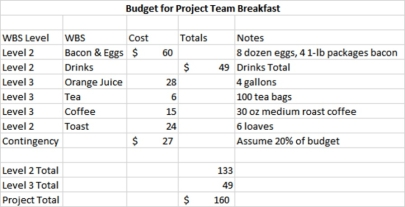 Budget for Project Team Breakfast
WBS Level WBS Cost Totals Notes
Level 2 Bacon & Eggs $ 60 8 dozen eggs, 4 1-lb packages bacon
Level 2 Drinks $ 49 Drinks Total
Level 3 Orange Juice 28 4 gallons
Level 3 Tea 6 100 tea bags
Level 3 Coffee 15 30 oz medium roast coffee
Level 2 Toast 24 6 loaves
Contingency $ 27 Assume 20% of budget
Level 2 Total 133
Level 3 Total 49
Project Total $ 160